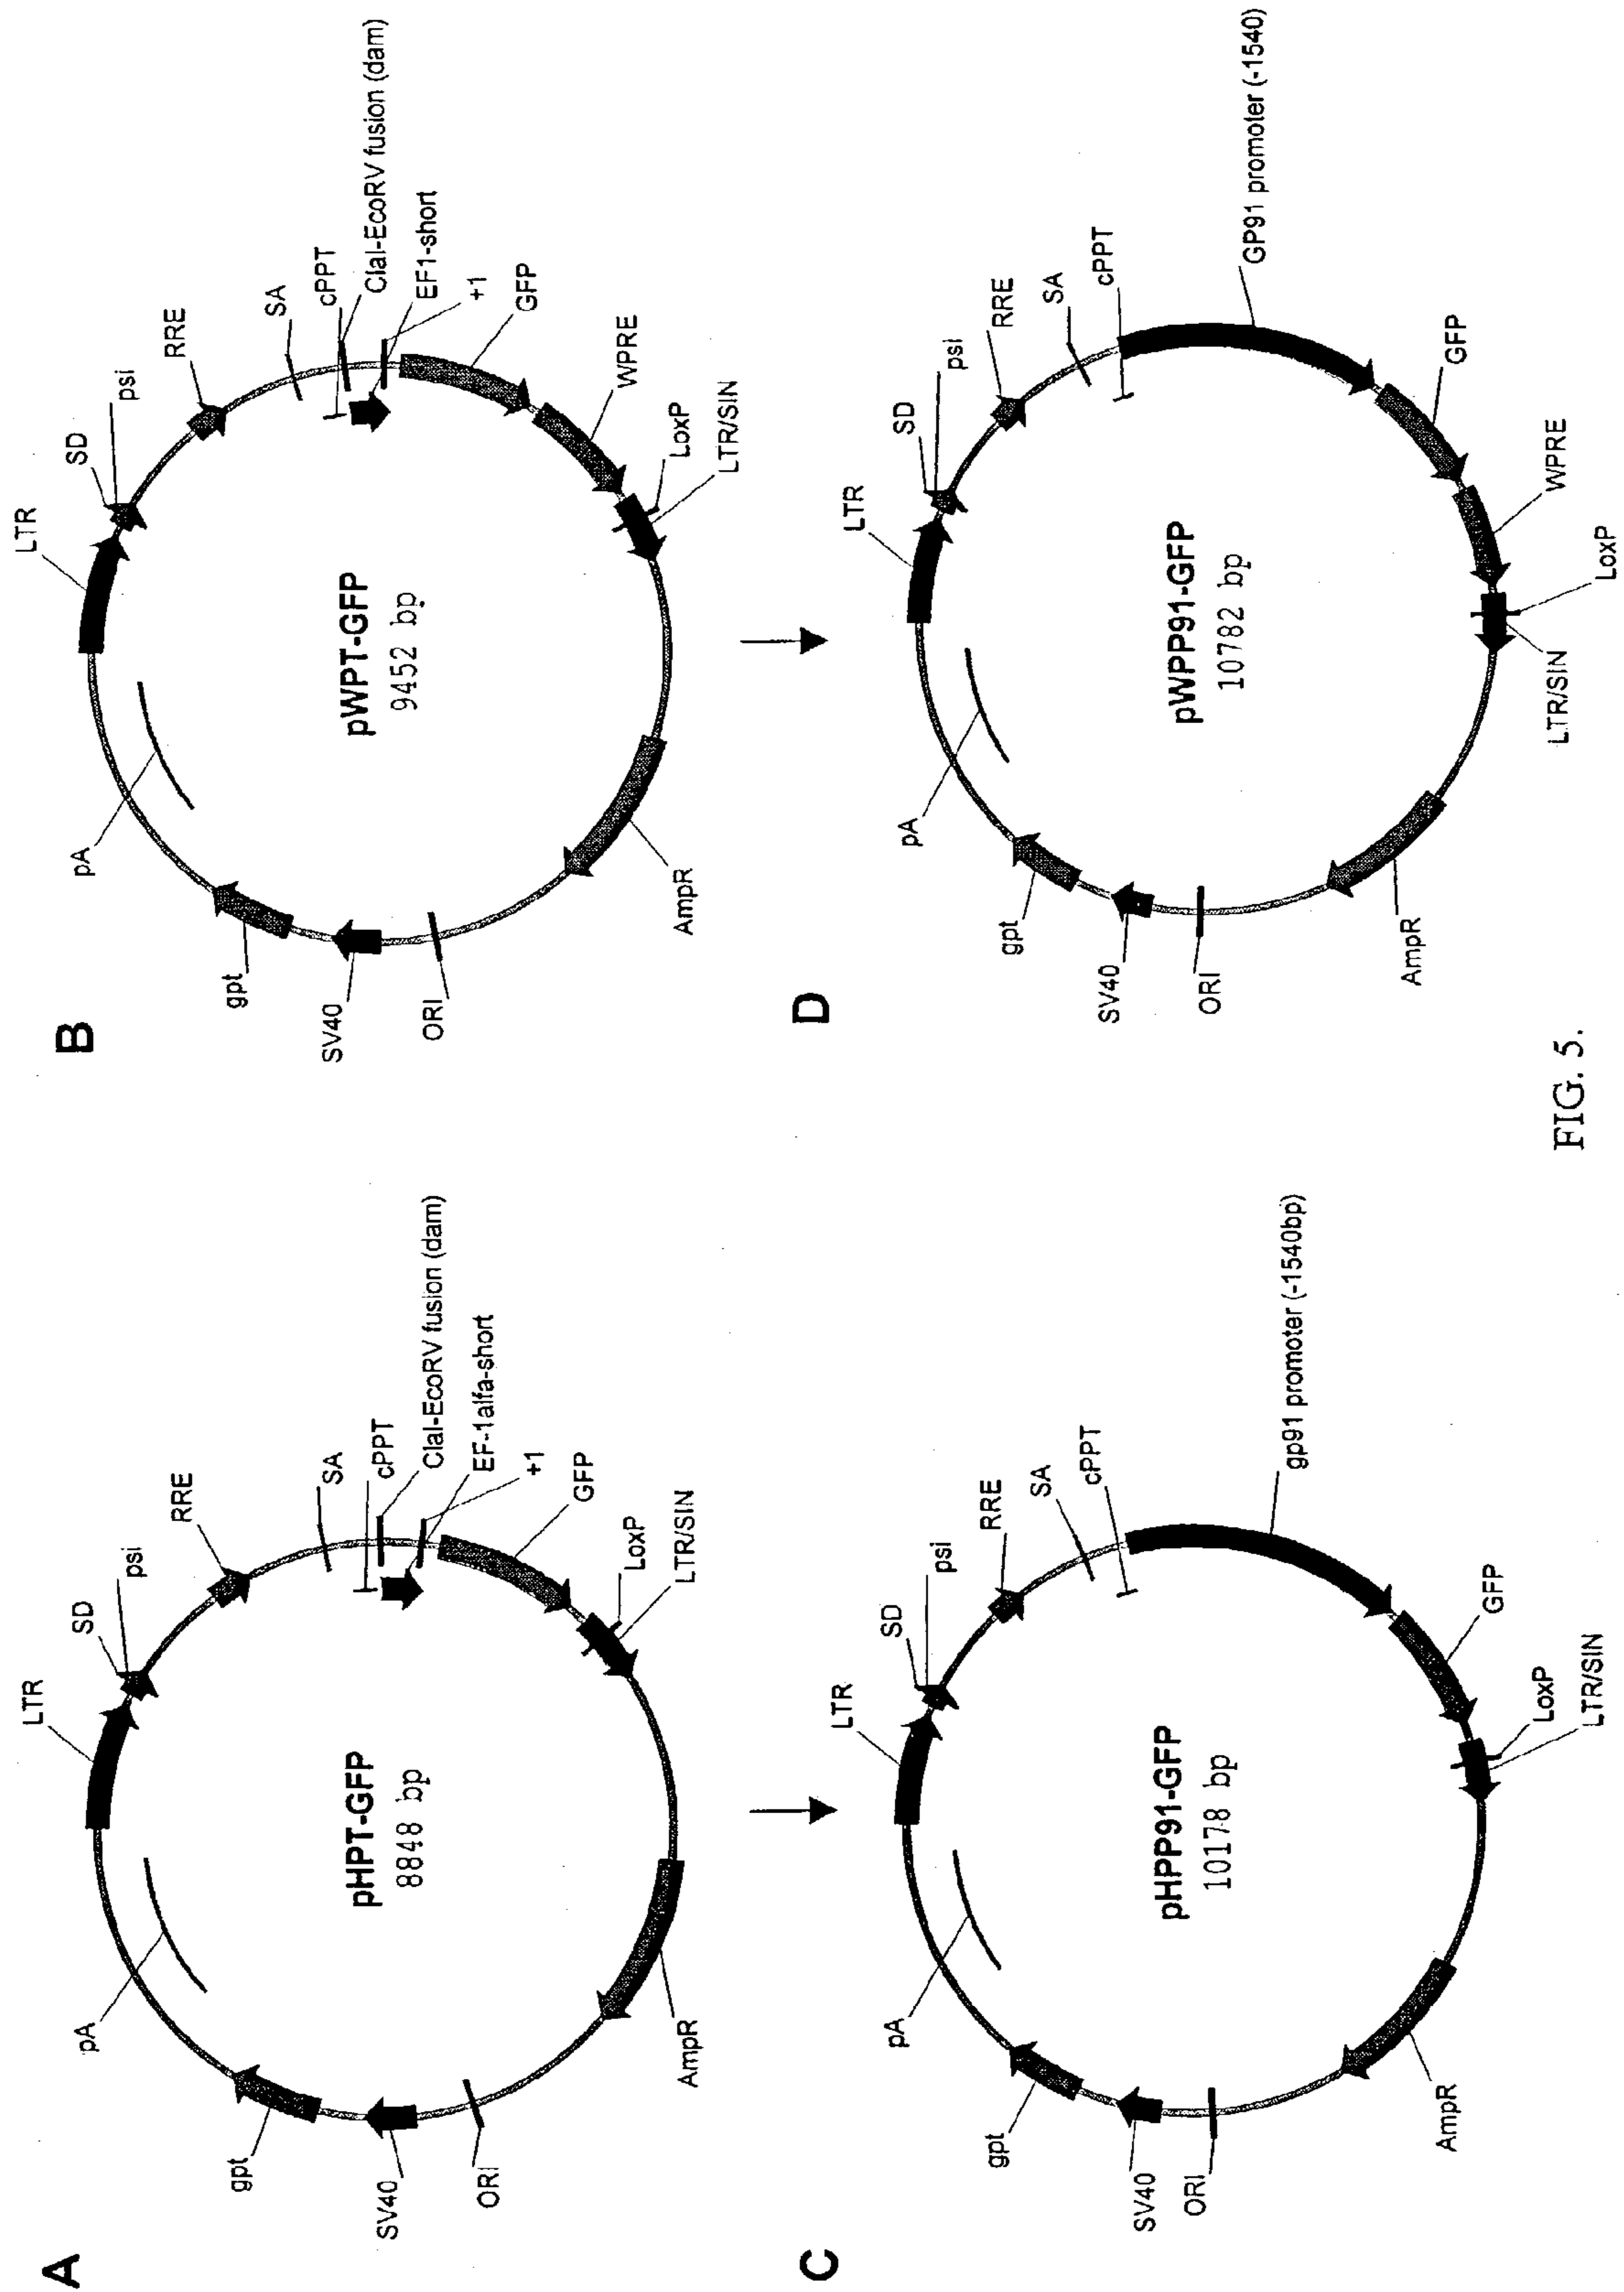 A
LTR
SD
psi
RRE
SA
cPPT
ClaI-EcoRV fusion (dam)
EF-1alfa-short
+1
GFP
LoxP
LTR/SIN
AmpR
ORI
SV40
gpt
pA
pHPT-GFP
8848 bp
B
LTR
SD
psi
RRE
SA
cPPT
ClaI-EcoRV fusion (dam)
EF1-short
+1
GFP
WPRE
LoxP
LTR/SIN
AmpR
ORI
SV40
gpt
pA
pWPT-GFP
9452 bp
C
LTR
SD
psi
RRE
SA
cPPT
gp91 promoter (-1540bp)
GFP
LoxP
LTR/SIN
AmpR
ORI
SV40
gpt
pA
pHPP91-GFP
10178 bp
D
LTR
SD
psi
RRE
SA
cPPT
GP91 promoter (-1540)
GFP
WPRE
LoxP
LTR/SIN
AmpR
ORI
SV40
gpt
pA
pWPP91-GFP
10782 bp
FIG. 5.